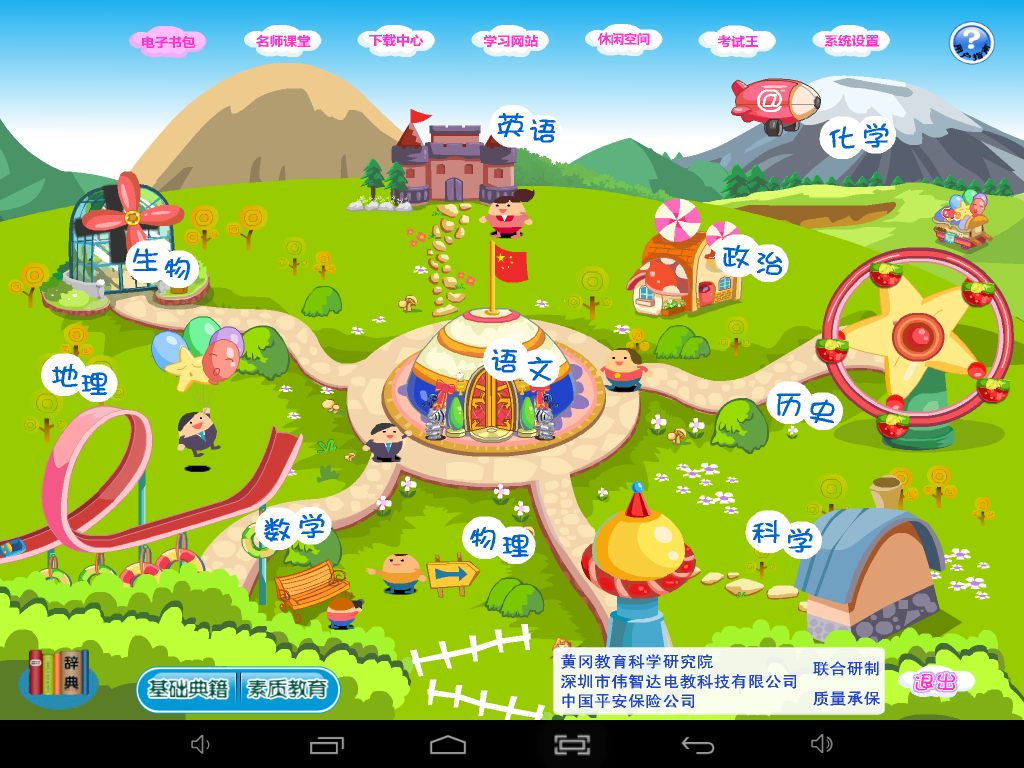 电子书包
名师课堂
下载中心
学习网站
休闲空间
考试王
系统设置
?
用户指南
@
英语
化学
生物
政治
语文
地理
历史
数学
物理
科学
辞典
基础典籍
素质教育
黄冈教育科学研究院
深圳市伟智达电教科技有限公司
中国平安保险公司
联合研制
质量承保
退出